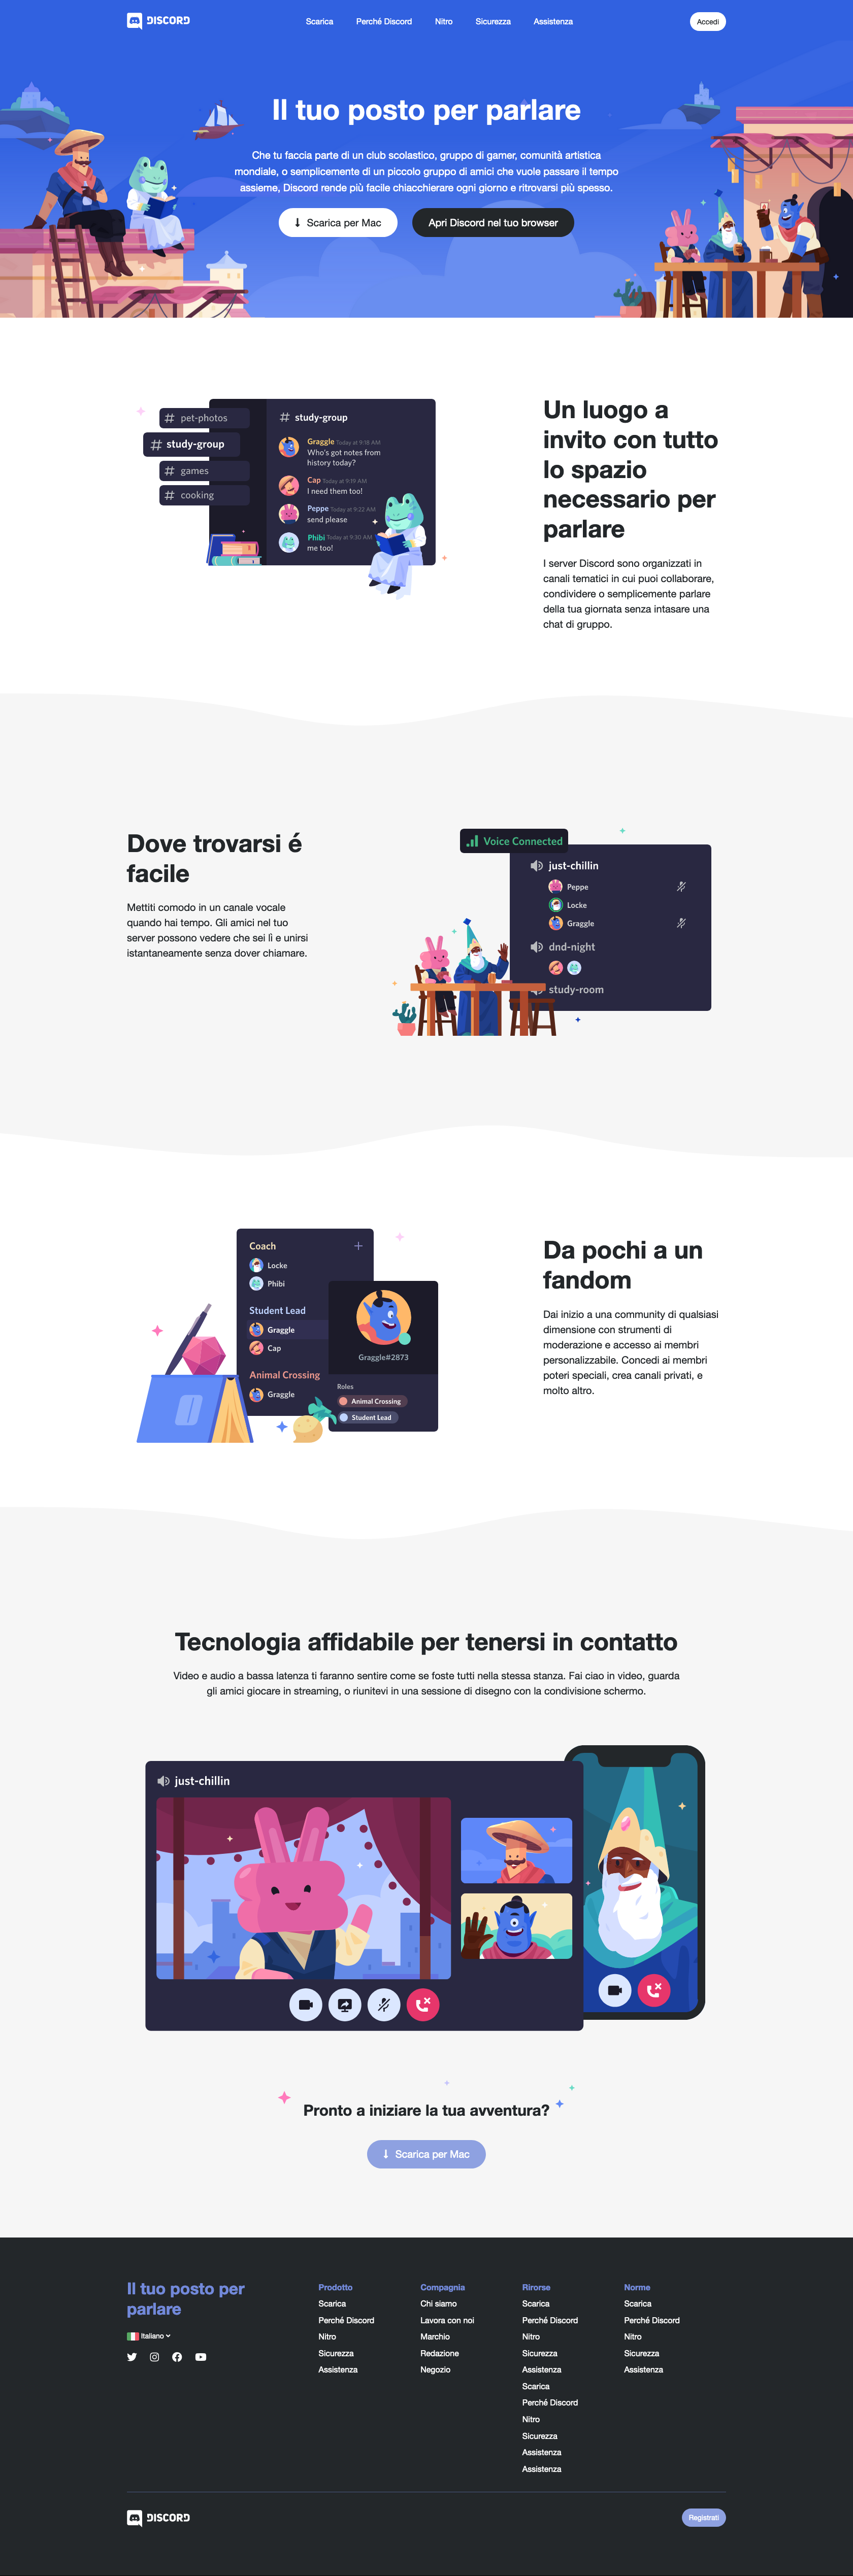 DISCORD
Scarica
Perché Discord
Nitro
Sicurezza
Assistenza
Accedi
Il tuo posto per parlare
Che tu faccia parte di un club scolastico, gruppo di gamer, comunità artistica
mondiale, o semplicemente di un piccolo gruppo di amici che vuole passare il tempo
assieme, Discord rende più facile chiacchierare ogni giorno e ritrovarsi più spesso.
Scarica per Mac
Apri Discord nel tuo browser
# pet-photos
# study-group
# games
# cooking
# study-group
Graggle Today at 9:18 AM
Who's got notes from
history today?
Cap Today at 9:19 AM
I need them too!
Peppe Today at 9:22 AM
send please
Phibi Today at 9:30 AM
me too!
Un luogo a
invito con tutto
lo spazio
necessario per
parlare
I server Discord sono organizzati in
canali tematici in cui puoi collaborare,
condividere o semplicemente parlare
della tua giornata senza intasare una
chat di gruppo.
Dove trovarsi é
facile
Mettiti comodo in un canale vocale
quando hai tempo. Gli amici nel tuo
server possono vedere che sei lì e unirsi
istantaneamente senza dover chiamare.
Voice Connected
just-chillin
Peppe
Locke
Graggle
dnd-night
study-room
Coach
Locke
Phibi
Student Lead
Graggle
Cap
Animal Crossing
Graggle
Graggle#2873
Roles
Animal Crossing
Student Lead
Da pochi a un
fandom
Dai inizio a una community di qualsiasi
dimensione con strumenti di
moderazione e accesso ai membri
personalizzabile. Concedi ai membri
poteri speciali, crea canali privati, e
molto altro.
Tecnologia affidabile per tenersi in contatto
Video e audio a bassa latenza ti faranno sentire come se foste tutti nella stessa stanza. Fai ciao in video, guarda
gli amici giocare in streaming, o riunitevi in una sessione di disegno con la condivisione schermo.
just-chillin
Pronto a iniziare la tua avventura?
Scarica per Mac
Il tuo posto per
parlare
Italiano
Prodotto
Scarica
Perché Discord
Nitro
Sicurezza
Assistenza
Compagnia
Chi siamo
Lavora con noi
Marchio
Redazione
Negozio
Rirorse
Scarica
Perché Discord
Nitro
Sicurezza
Assistenza
Scarica
Perché Discord
Nitro
Sicurezza
Assistenza
Assistenza
Norme
Scarica
Perché Discord
Nitro
Sicurezza
Assistenza
DISCORD
Registrati